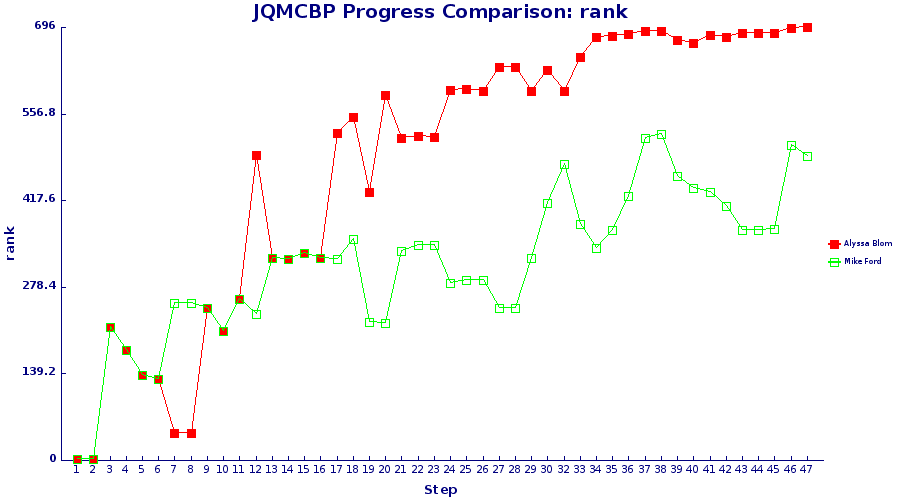 JQMCBP Progress Comparison: rank
696
556.8
417.6
278.4
139.2
0
rank
1 2 3 4 5 6 7 8 9 10 11 12 13 14 15 16 17 18 19 20 21 22 23 24 25 26 27 28 29 30 32 33 34 35 36 37 38 39 40 41 42 43 44 45 46 47
Step
Alyssa Blom
Mike Ford